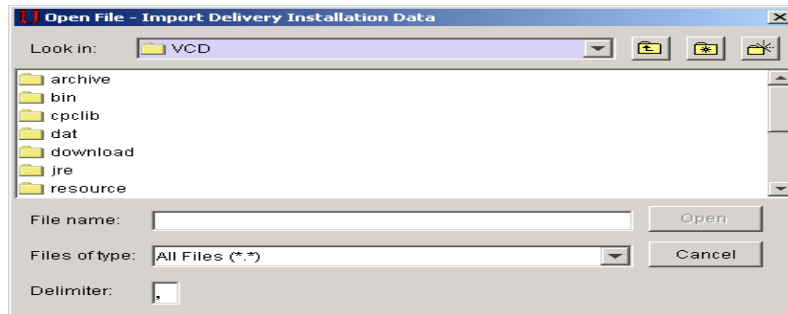 Open File - Import Delivery Installation Data
Look in: VCD
archive
bin
cpclib
dat
download
jre
resource
File name: Open
Files of type: All Files (*.*) Cancel
Delimiter: ,